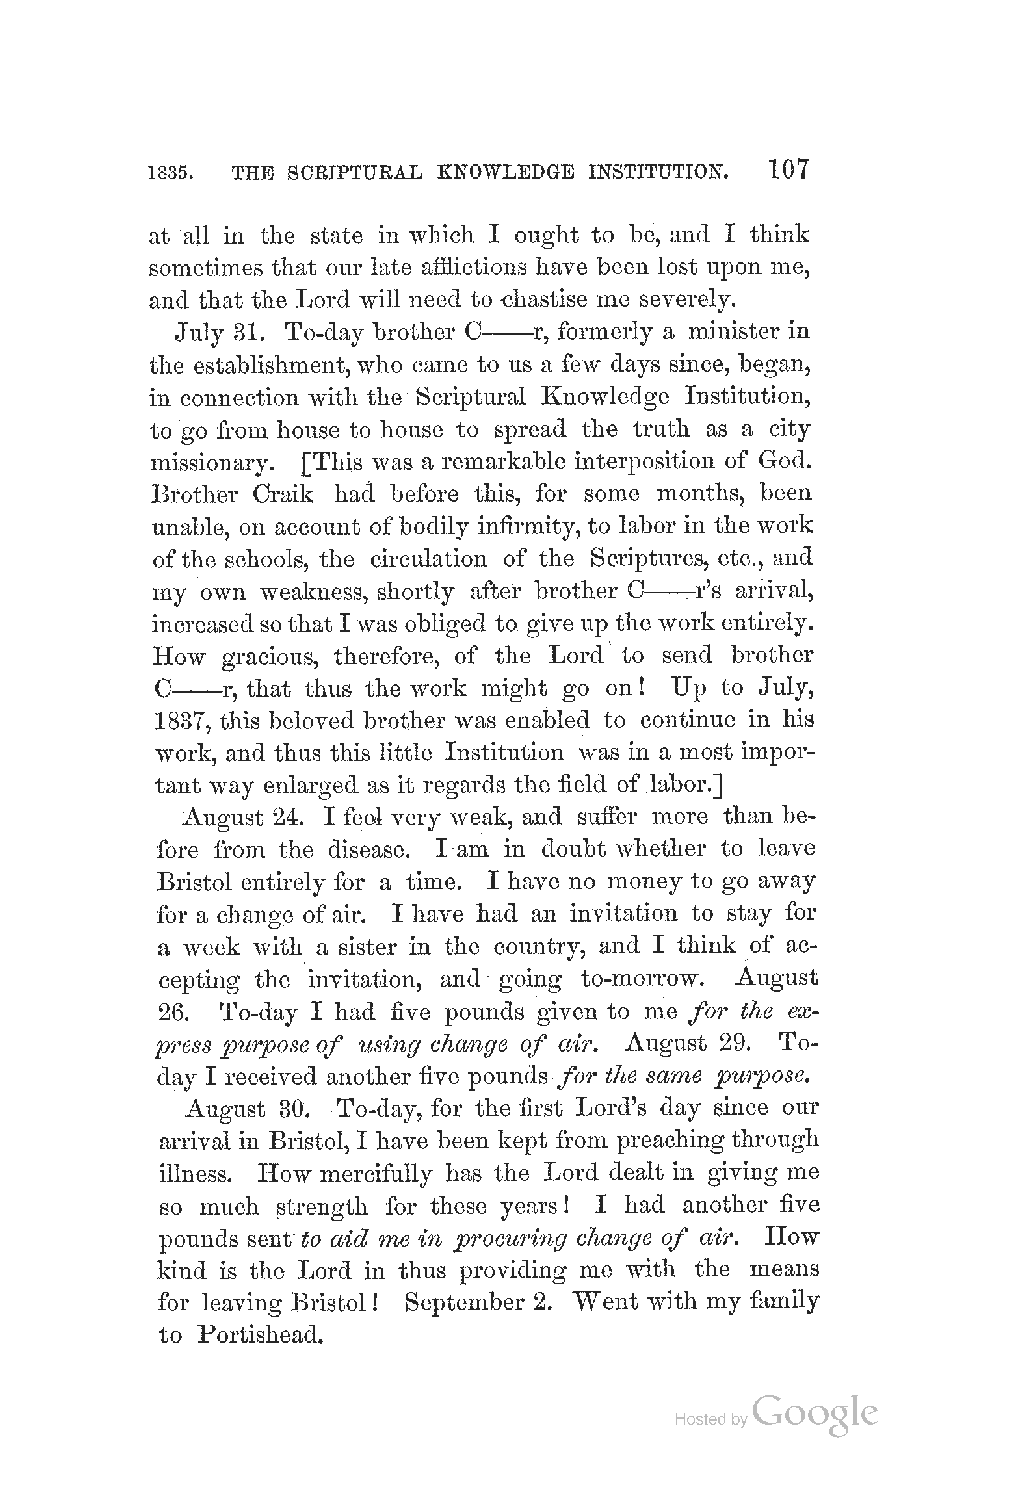 1835. THE SCRIPTURAL KNOWLEDGE INSTITUTION. 107
at all in the state in which I ought to be, and I think
sometimes that our late afflictions have been lost upon me,
and that the Lord will need to chastise me severely.
July 31. To-day brother C——r, formerly a minister in
the establishment, who came to us a few days since, began,
in connection with the Scriptural Knowledge Institution,
to go from house to house to spread the truth as a city
missionary. [This was a remarkable interposition of God.
Brother Craik had before this, for some months, been
unable, on account of bodily infirmity, to labor in the work
of the schools, the circulation of the Scriptures, etc., and
my own weakness, shortly after brother C——r's arrival,
increased so that I was obliged to give up the work entirely.
How gracious, therefore, of the Lord to send brother
C——r, that thus the work might go on! Up to July,
1837, this beloved brother was enabled to continue in his
work, and thus this little Institution was in a most impor-
tant way enlarged as it regards the field of labor.]
August 24. I feel very weak, and suffer more than be-
fore from the disease. I am in doubt whether to leave
Bristol entirely for a time. I have no money to go away
for a change of air. I have had an invitation to stay for
a week with a sister in the country, and I think of ac-
cepting the invitation, and going to-morrow. August
26. To-day I had five pounds given to me for the ex-
press purpose of using change of air. August 29. To-
day I received another five pounds for the same purpose.
August 30. To-day, for the first Lord's day since our
arrival in Bristol, I have been kept from preaching through
illness. How mercifully has the Lord dealt in giving me
so much strength for these years! I had another five
pounds sent to aid me in procuring change of air. How
kind is the Lord in thus providing me with the means
for leaving Bristol! September 2. Went with my family
to Portishead.
Hosted by Google